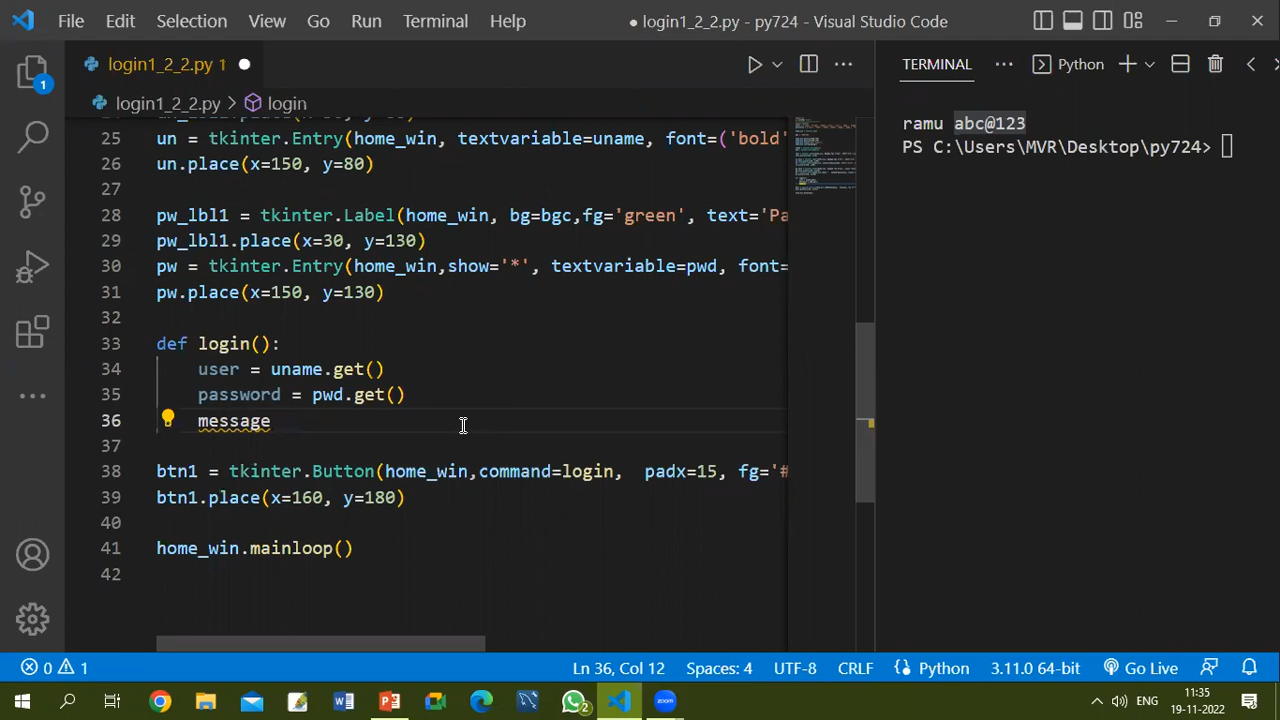 File Edit Selection View Go Run Terminal Help ● login1_2_2.py - py724 - Visual Studio Code
login1_2_2.py 1 ●
TERMINAL ··· Python
login1_2_2.py > login
25 un = tkinter.Entry(home_win, textvariable=uname, font=('bold'
26 un.place(x=150, y=80)
27
28 pw_lbl1 = tkinter.Label(home_win, bg=bgc,fg='green', text='Pa
29 pw_lbl1.place(x=30, y=130)
30 pw = tkinter.Entry(home_win,show='*', textvariable=pwd, font=
31 pw.place(x=150, y=130)
32
33 def login():
34 user = uname.get()
35 password = pwd.get()
36 message
37
38 btn1 = tkinter.Button(home_win,command=login, padx=15, fg='#
39 btn1.place(x=160, y=180)
40
41 home_win.mainloop()
42
ramu abc@123
PS C:\Users\MVR\Desktop\py724>
1
0 1 Ln 36, Col 12 Spaces: 4 UTF-8 CRLF Python 3.11.0 64-bit Go Live
2
ENG
11:35
19-11-2022